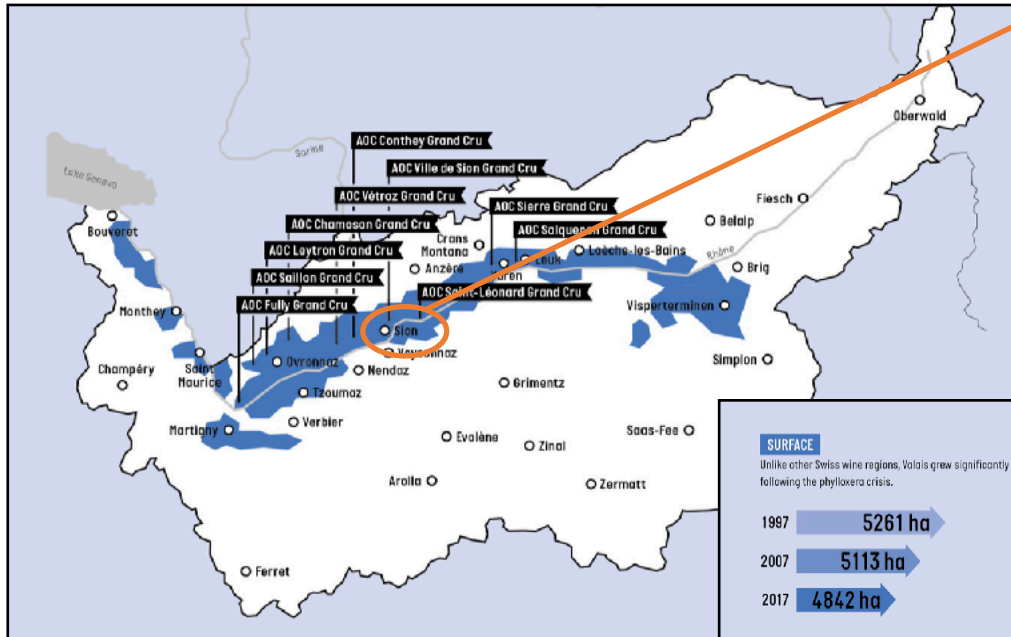 Oberwald
AOC Conthey Grand Cru
Sarine
AOC Ville de Sion Grand Cru
Lake Geneva
AOC Vétroz Grand Cru
Fiesch
AOC Sierre Grand Cru
Bouveret
AOC Chamoson Grand Cru
Belalp
AOC Salquenen Grand Cru
Crans
Montana
AOC Leytron Grand Cru
Loèche-les-Bains
Rhône
Anzère
Varen
Leuk
Brig
AOC Saillon Grand Cru
AOC Saint-Léonard Grand Cru
AOC Fully Grand Cru
Visperterminen
Monthey
Sion
Saint
Maurice
Veysonnaz
Ovronnaz
Nendaz
Simplon
Champéry
Grimentz
Tzoumaz
Verbier
Martigny
Saas-Fee
Evolène
Zinal
Arolla
Zermatt
Ferret
SURFACE
Unlike other Swiss wine regions, Valais grew significantly
following the phylloxera crisis.
1997 5261 ha
2007 5113 ha
2017 4842 ha